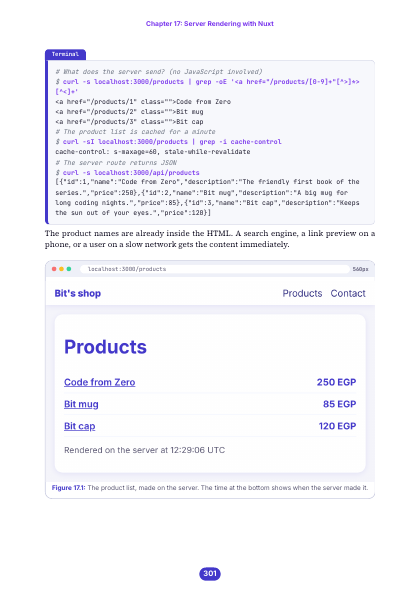 Chapter 17: Server Rendering with Nuxt
Terminal
# What does the server send? (no JavaScript involved)
$ curl -s localhost:3000/products | grep -oE '<a href="/products/[0-9]+"[^>]*>
[^<]+'
<a href="/products/1" class="">Code from Zero
<a href="/products/2" class="">Bit mug
<a href="/products/3" class="">Bit cap
# The product list is cached for a minute
$ curl -sI localhost:3000/products | grep -i cache-control
cache-control: s-maxage=60, stale-while-revalidate
# The server route returns JSON
$ curl -s localhost:3000/api/products
[{"id":1,"name":"Code from Zero","description":"The friendly first book of the
series.","price":250},{"id":2,"name":"Bit mug","description":"A big mug for
long coding nights.","price":85},{"id":3,"name":"Bit cap","description":"Keeps
the sun out of your eyes.","price":120}]
The product names are already inside the HTML. A search engine, a link preview on a
phone, or a user on a slow network gets the content immediately.
localhost:3000/products
560px
Bit's shop
Products Contact
Products
Code from Zero 250 EGP
Bit mug 85 EGP
Bit cap 120 EGP
Rendered on the server at 12:29:06 UTC
Figure 17.1: The product list, made on the server. The time at the bottom shows when the server made it.
301